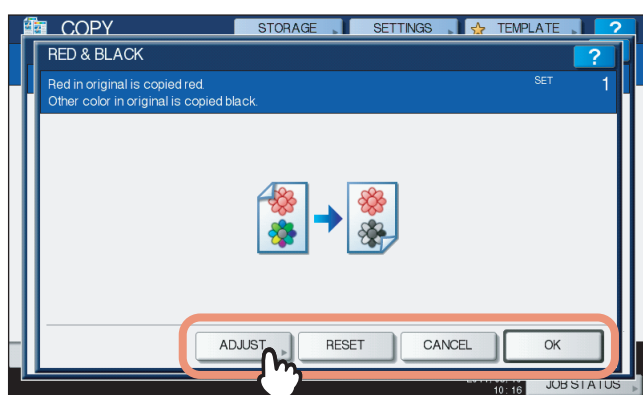 COPY
STORAGE
SETTINGS
TEMPLATE
?
RED & BLACK
?
Red in original is copied red.
Other color in original is copied black.
SET
1
ADJUST
RESET
CANCEL
OK
10:16
JOB STATUS